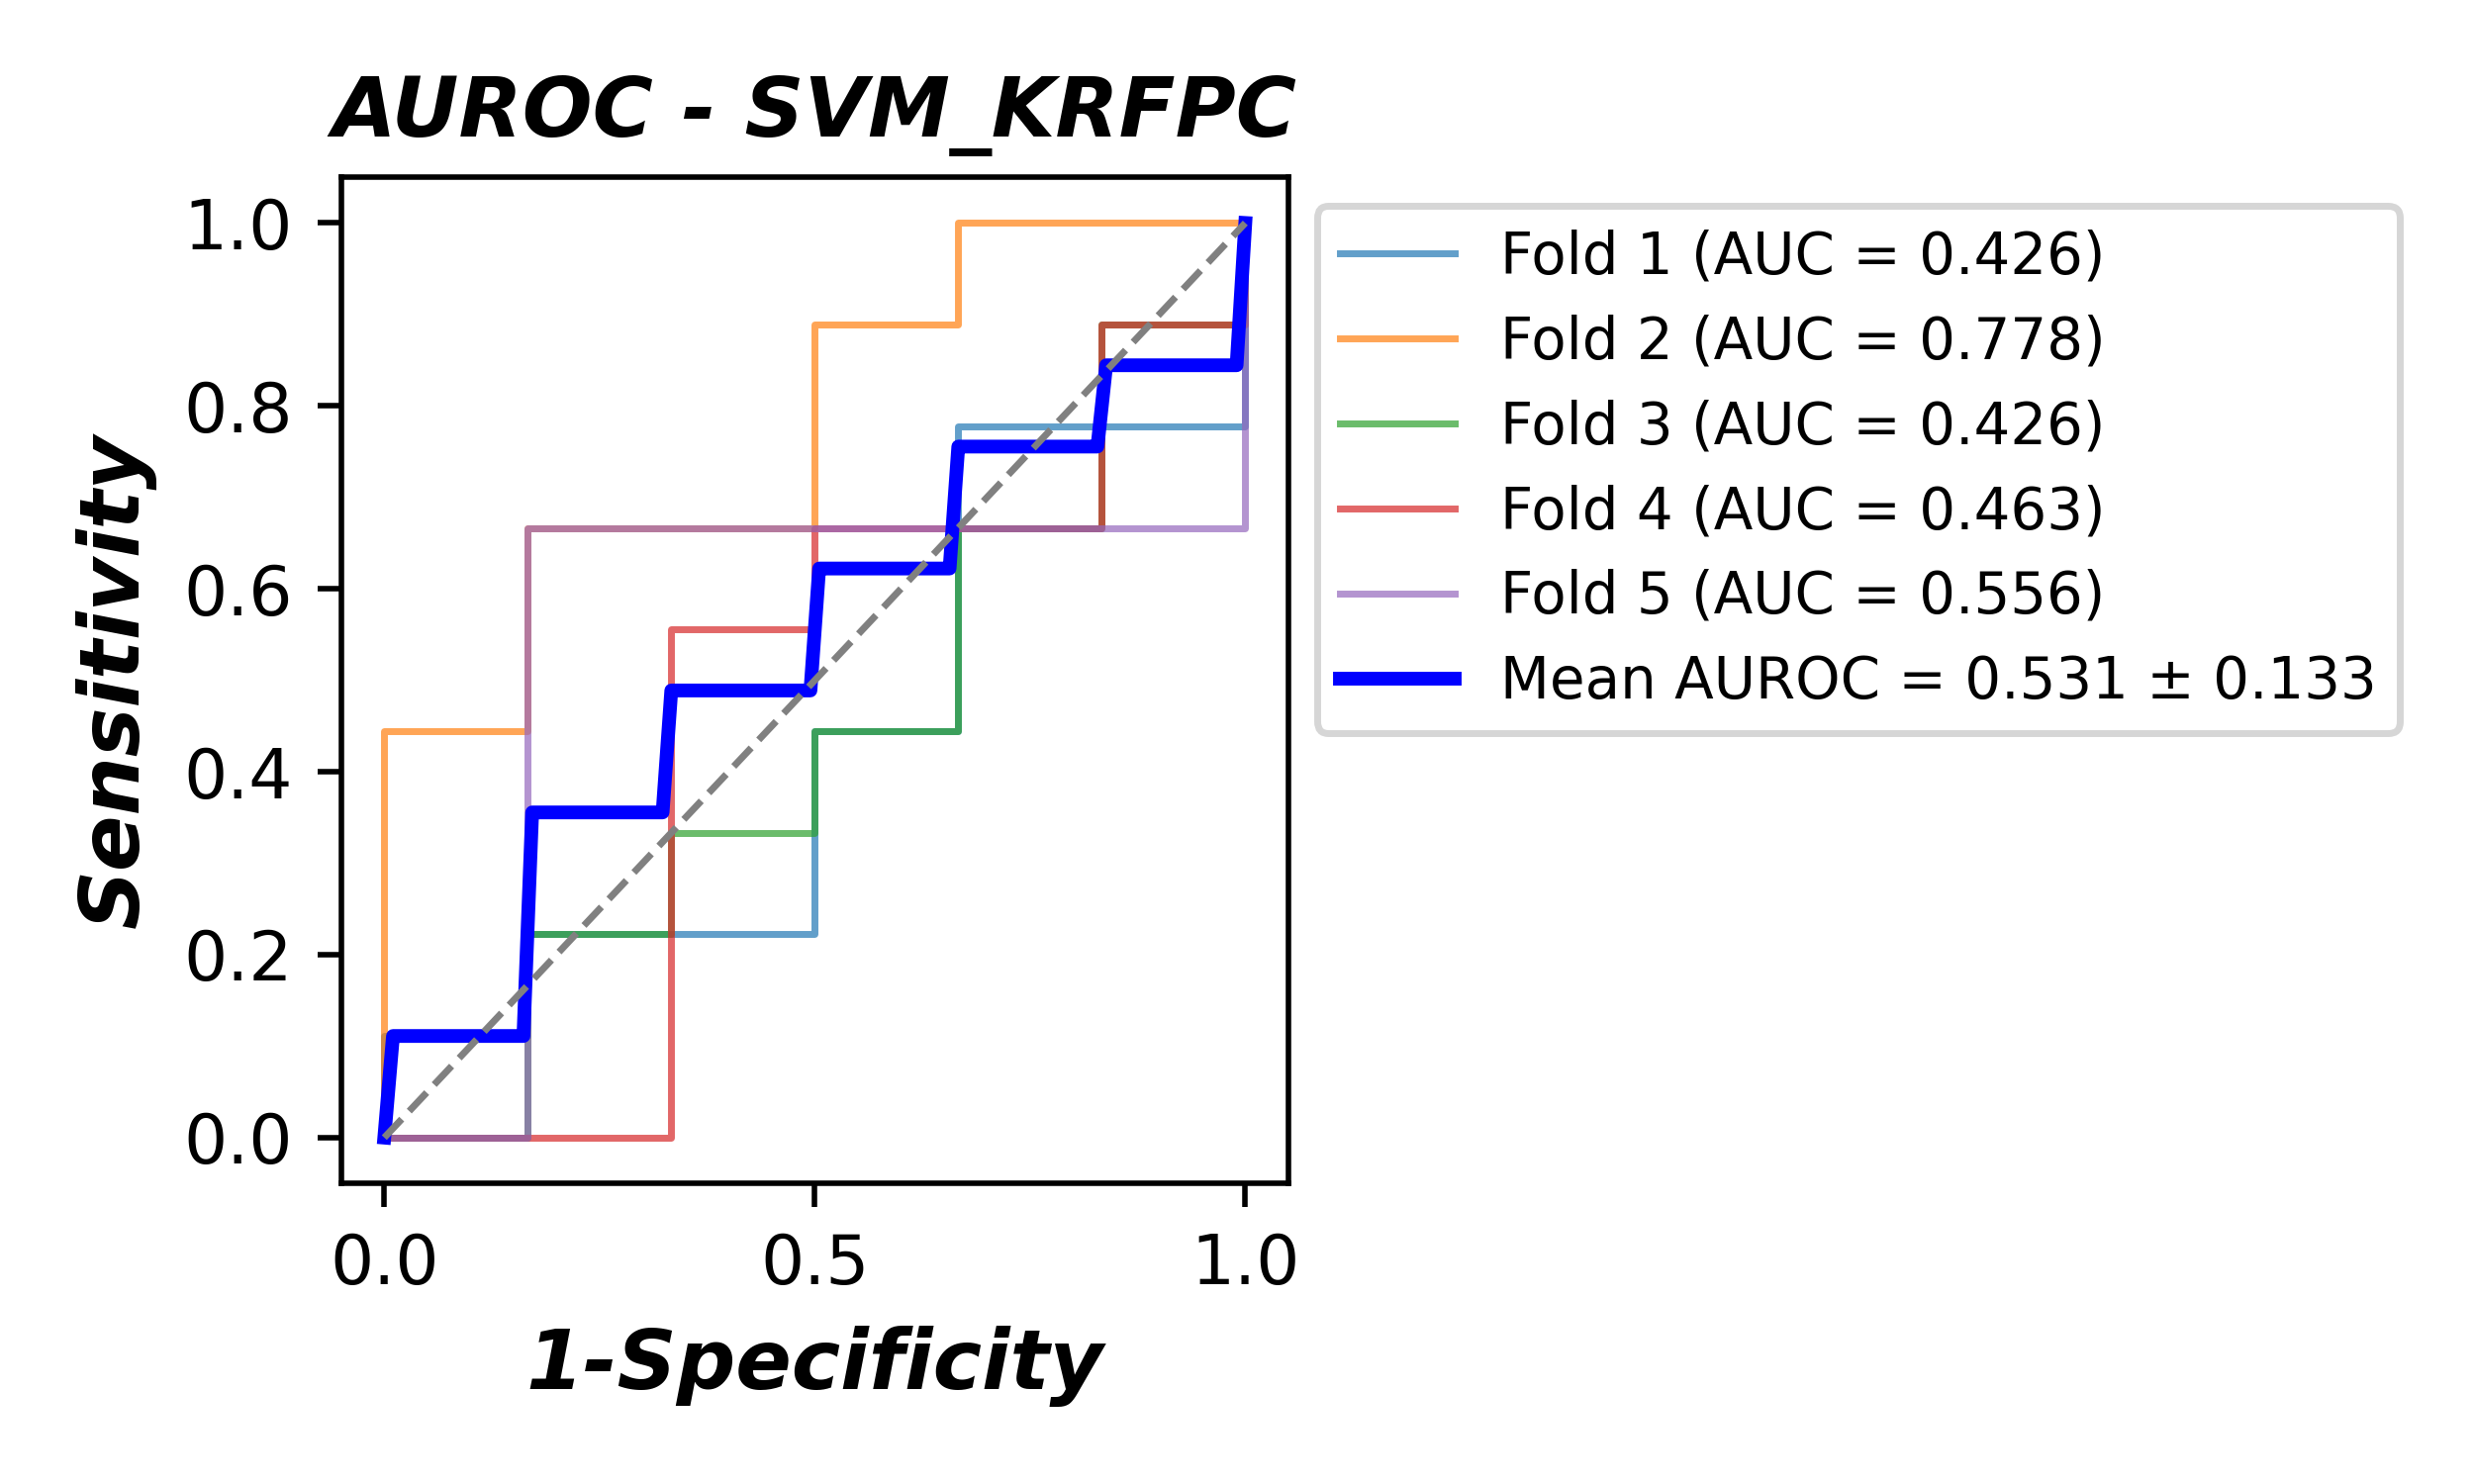 AUROC - SVM_KRFPC
Sensitivity
1.0
0.8
0.6
0.4
0.2
0.0
0.0 0.5 1.0
1-Specificity
Fold 1 (AUC = 0.426)
Fold 2 (AUC = 0.778)
Fold 3 (AUC = 0.426)
Fold 4 (AUC = 0.463)
Fold 5 (AUC = 0.556)
Mean AUROC = 0.531 ± 0.133